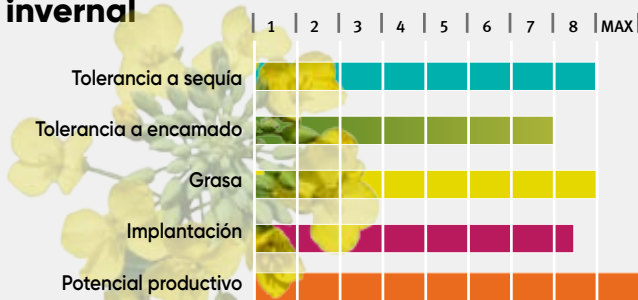 invernal
1 2 3 4 5 6 7 8 MAX
Tolerancia a sequía
Tolerancia a encamado
Grasa
Implantación
Potencial productivo